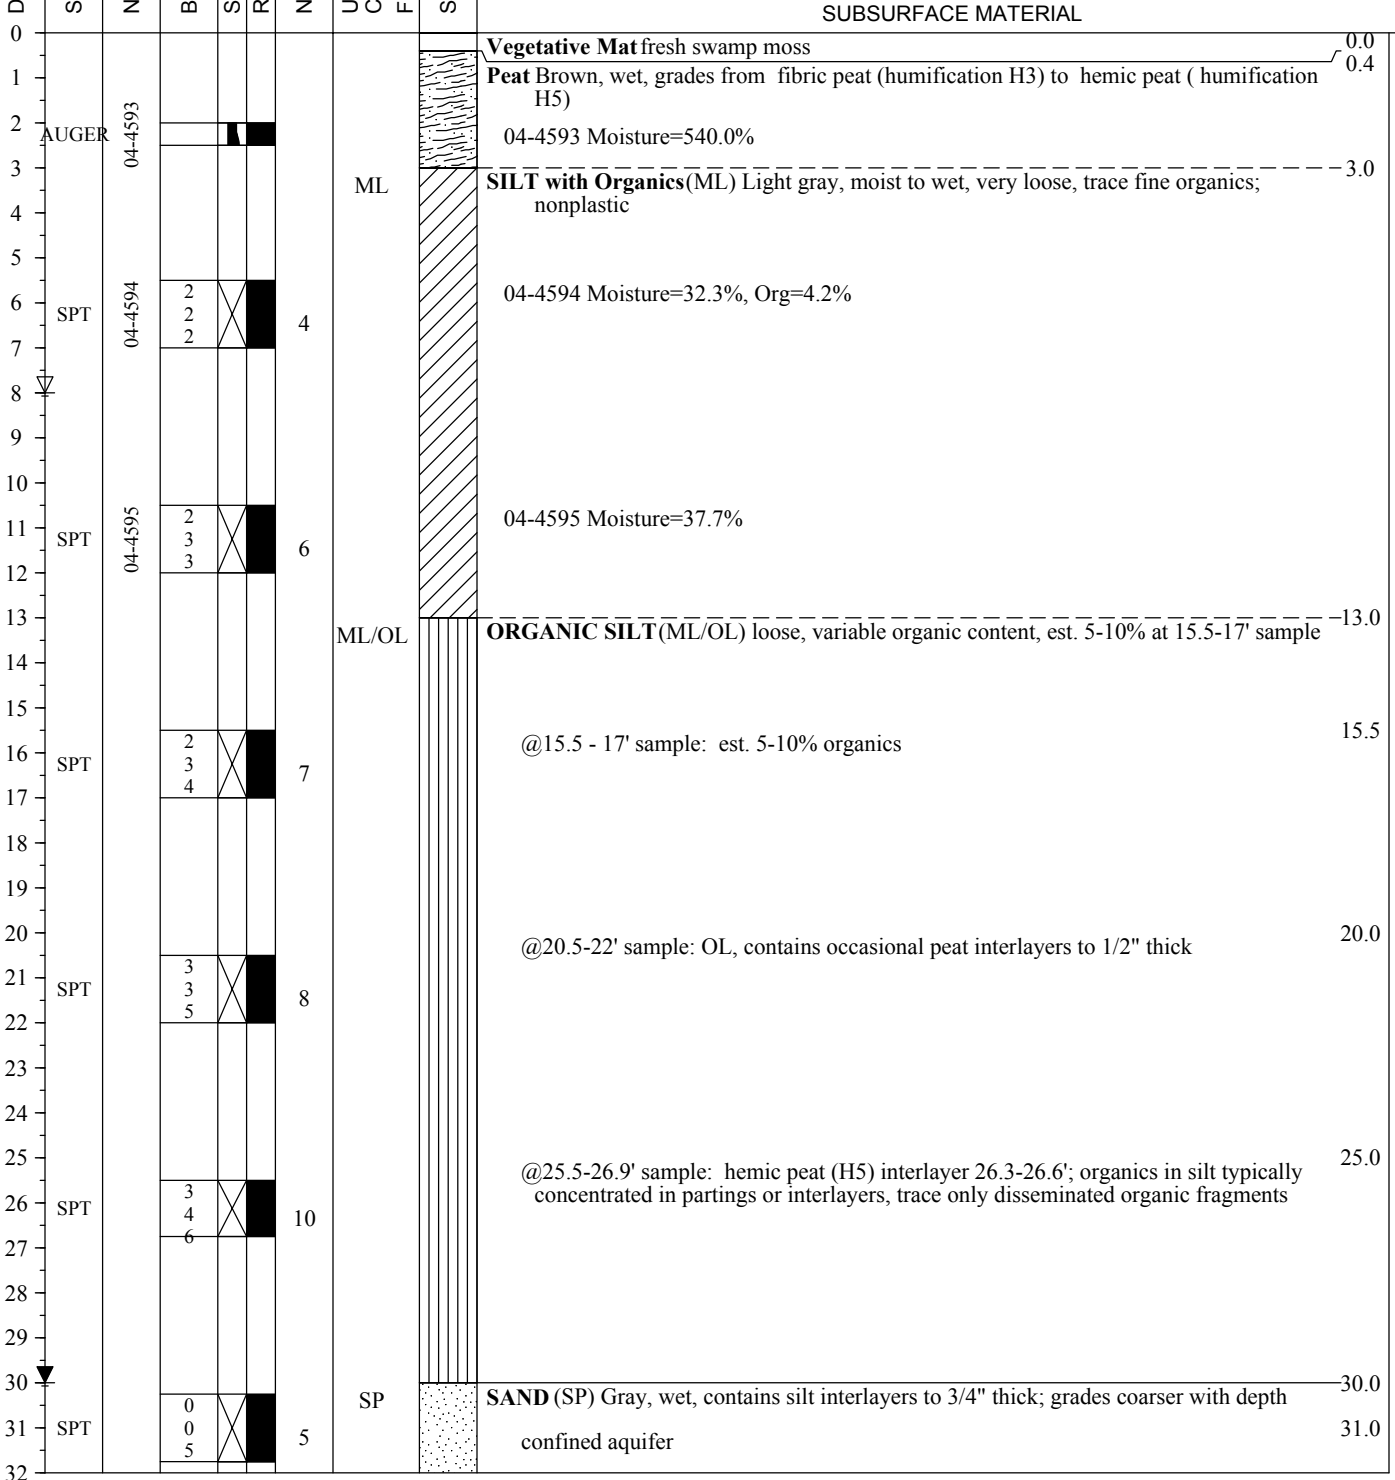 SUBSURFACE MATERIAL
0
Vegetative Mat fresh swamp moss
0.0
0.4
1
Peat Brown, wet, grades from fibric peat (humification H3) to hemic peat ( humification
H5)
2
AUGER
04-4593
04-4593 Moisture=540.0%
3
ML
SILT with Organics (ML) Light gray, moist to wet, very loose, trace fine organics;
3.0
nonplastic
4
5
6
SPT
04-4594
2
2
2
4
04-4594 Moisture=32.3%, Org=4.2%
7
8
9
10
11
SPT
04-4595
2
3
3
6
04-4595 Moisture=37.7%
12
13
ML/OL
ORGANIC SILT (ML/OL) loose, variable organic content, est. 5-10% at 15.5-17' sample
13.0
14
15
15.5
16
SPT
2
3
4
7
@15.5 - 17' sample: est. 5-10% organics
17
18
19
20
20.0
@20.5-22' sample: OL, contains occasional peat interlayers to 1/2" thick
21
SPT
3
3
5
8
22
23
24
25
25.0
@25.5-26.9' sample: hemic peat (H5) interlayer 26.3-26.6'; organics in silt typically
concentrated in partings or interlayers, trace only disseminated organic fragments
26
SPT
3
4
6
10
27
28
29
30
SP
SAND (SP) Gray, wet, contains silt interlayers to 3/4" thick; grades coarser with depth
30.0
31
SPT
0
0
5
5
confined aquifer
31.0
32